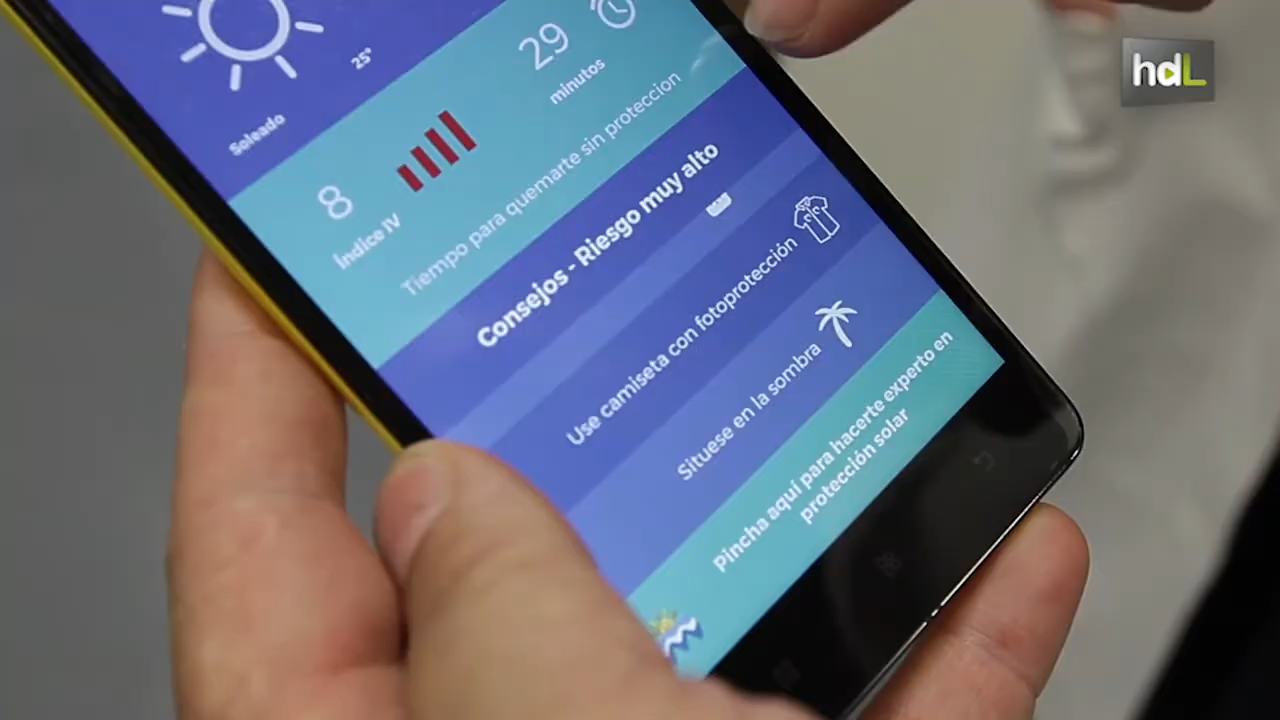 hdL
25°
Soleado
29
minutos
8
Índice IV
Tiempo para quemarte sin proteccion
Consejos - Riesgo muy alto
Use camiseta con fotoprotección
Situese en la sombra
Pincha aquí para hacerte experto en
protección solar